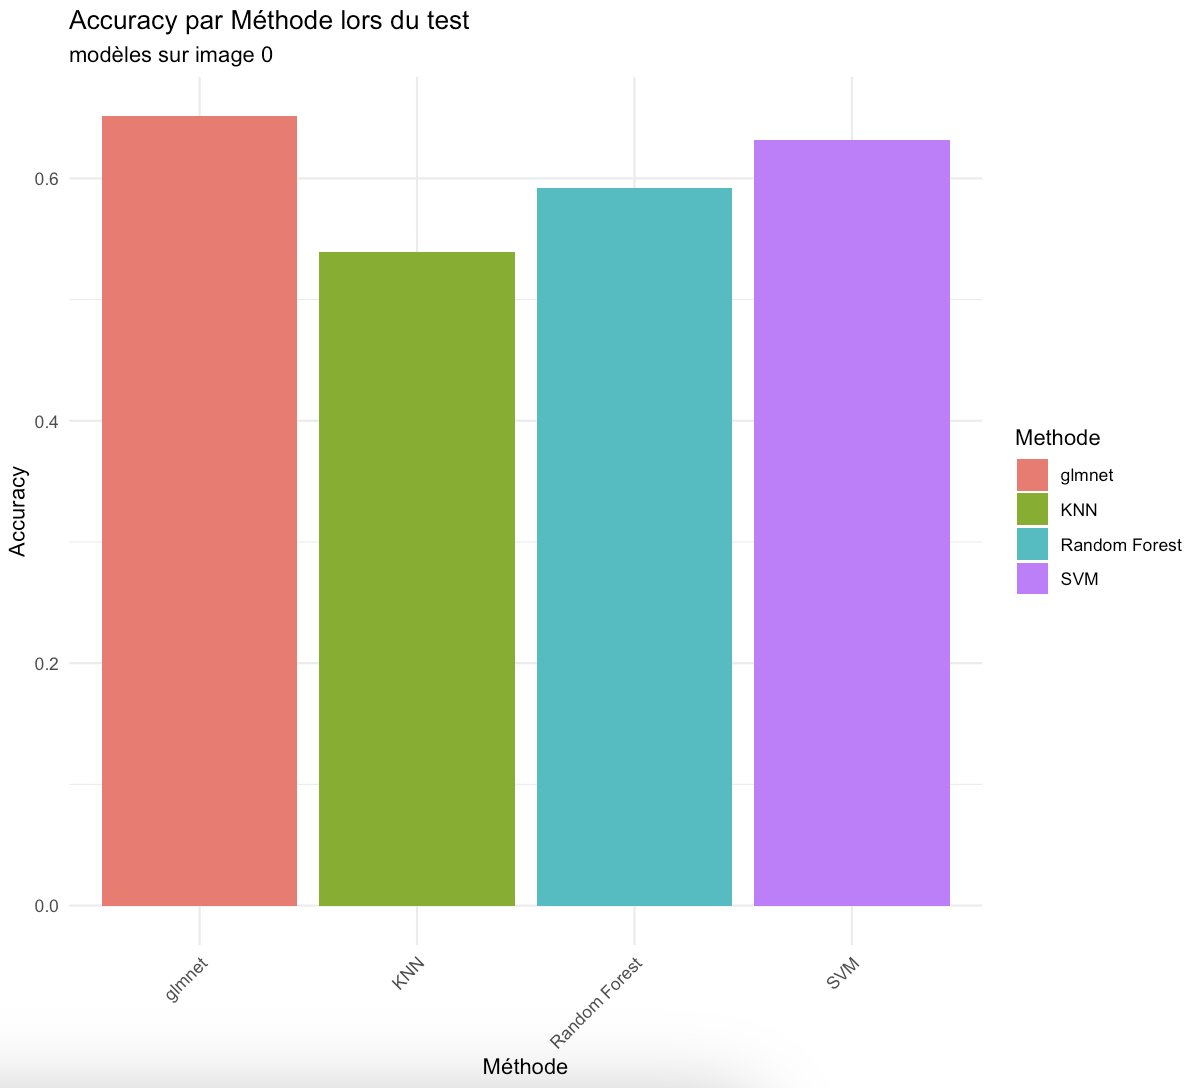 Accuracy par Méthode lors du test
modèles sur image 0
Accuracy
0.6
0.4
0.2
0.0
glmnet
KNN
Random Forest
SVM
Méthode
Methode
glmnet
KNN
Random Forest
SVM